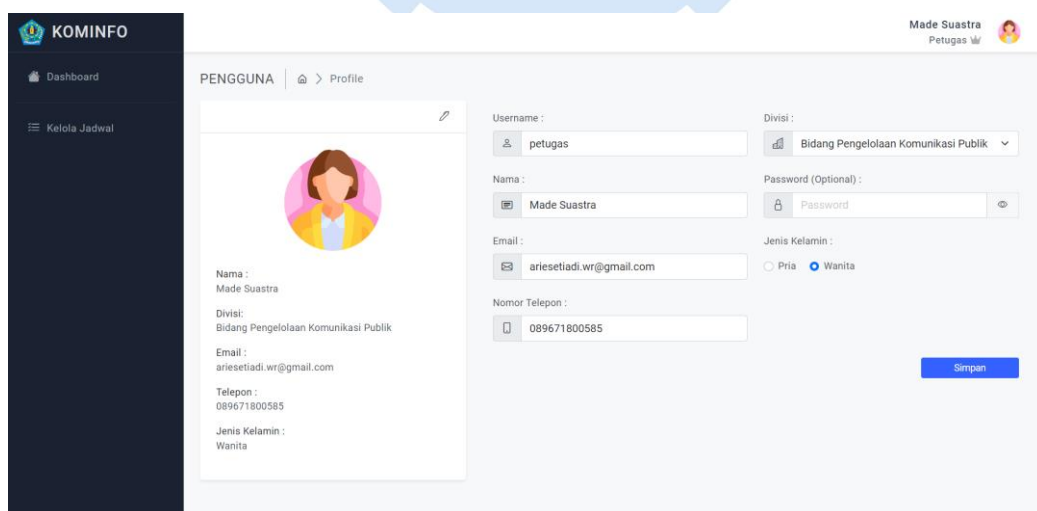 KOMINFO
Made Suastra
Petugas
Dashboard
Kelola Jadwal
PENGGUNA
> Profile
Nama :
Made Suastra
Divisi:
Bidang Pengelolaan Komunikasi Publik
Email :
ariesetiadi.wr@gmail.com
Telepon :
089671800585
Jenis Kelamin :
Wanita
Username :
petugas
Nama :
Made Suastra
Email :
ariesetiadi.wr@gmail.com
Nomor Telepon :
089671800585
Divisi :
Bidang Pengelolaan Komunikasi Publik
Password (Optional) :
Password
Jenis Kelamin :
Pria Wanita
Simpan